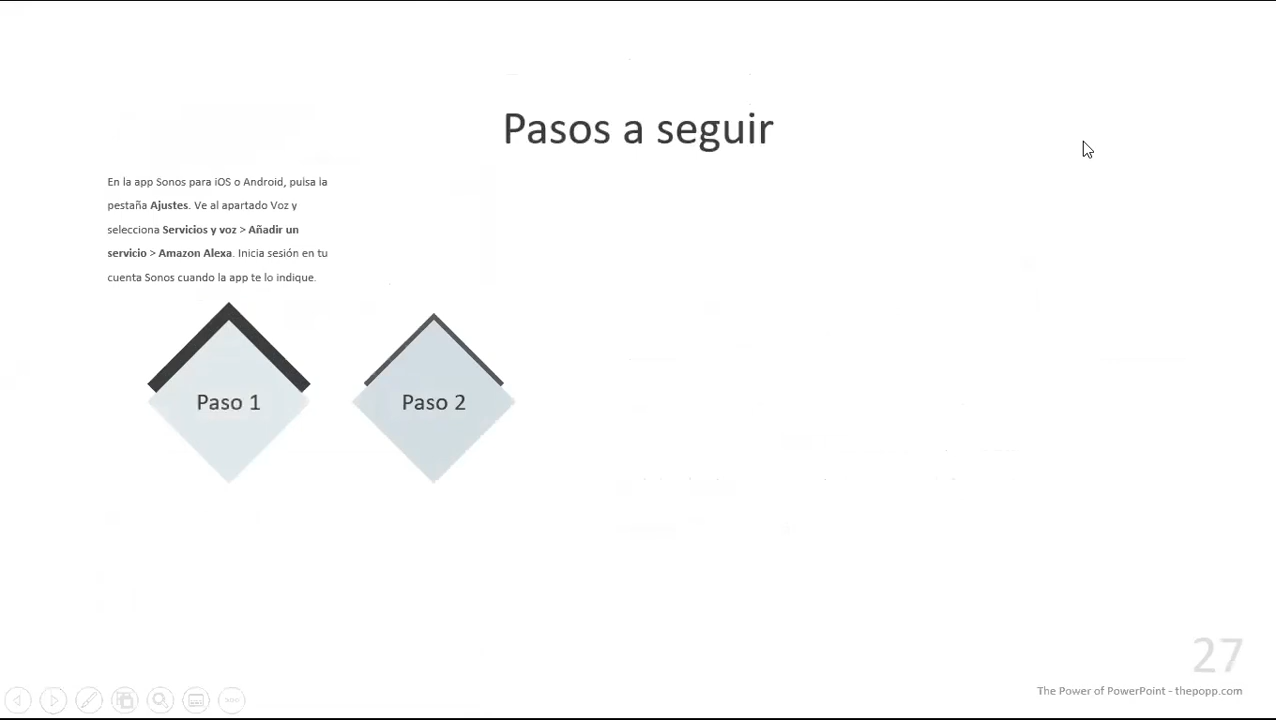 Pasos a seguir
En la app Sonos para iOS o Android, pulsa la
pestaña Ajustes. Ve al apartado Voz y
selecciona Servicios y voz > Añadir un
servicio > Amazon Alexa. Inicia sesión en tu
cuenta Sonos cuando la app te lo indique.
Paso 1
Paso 2
27
The Power of PowerPoint - thepopp.com